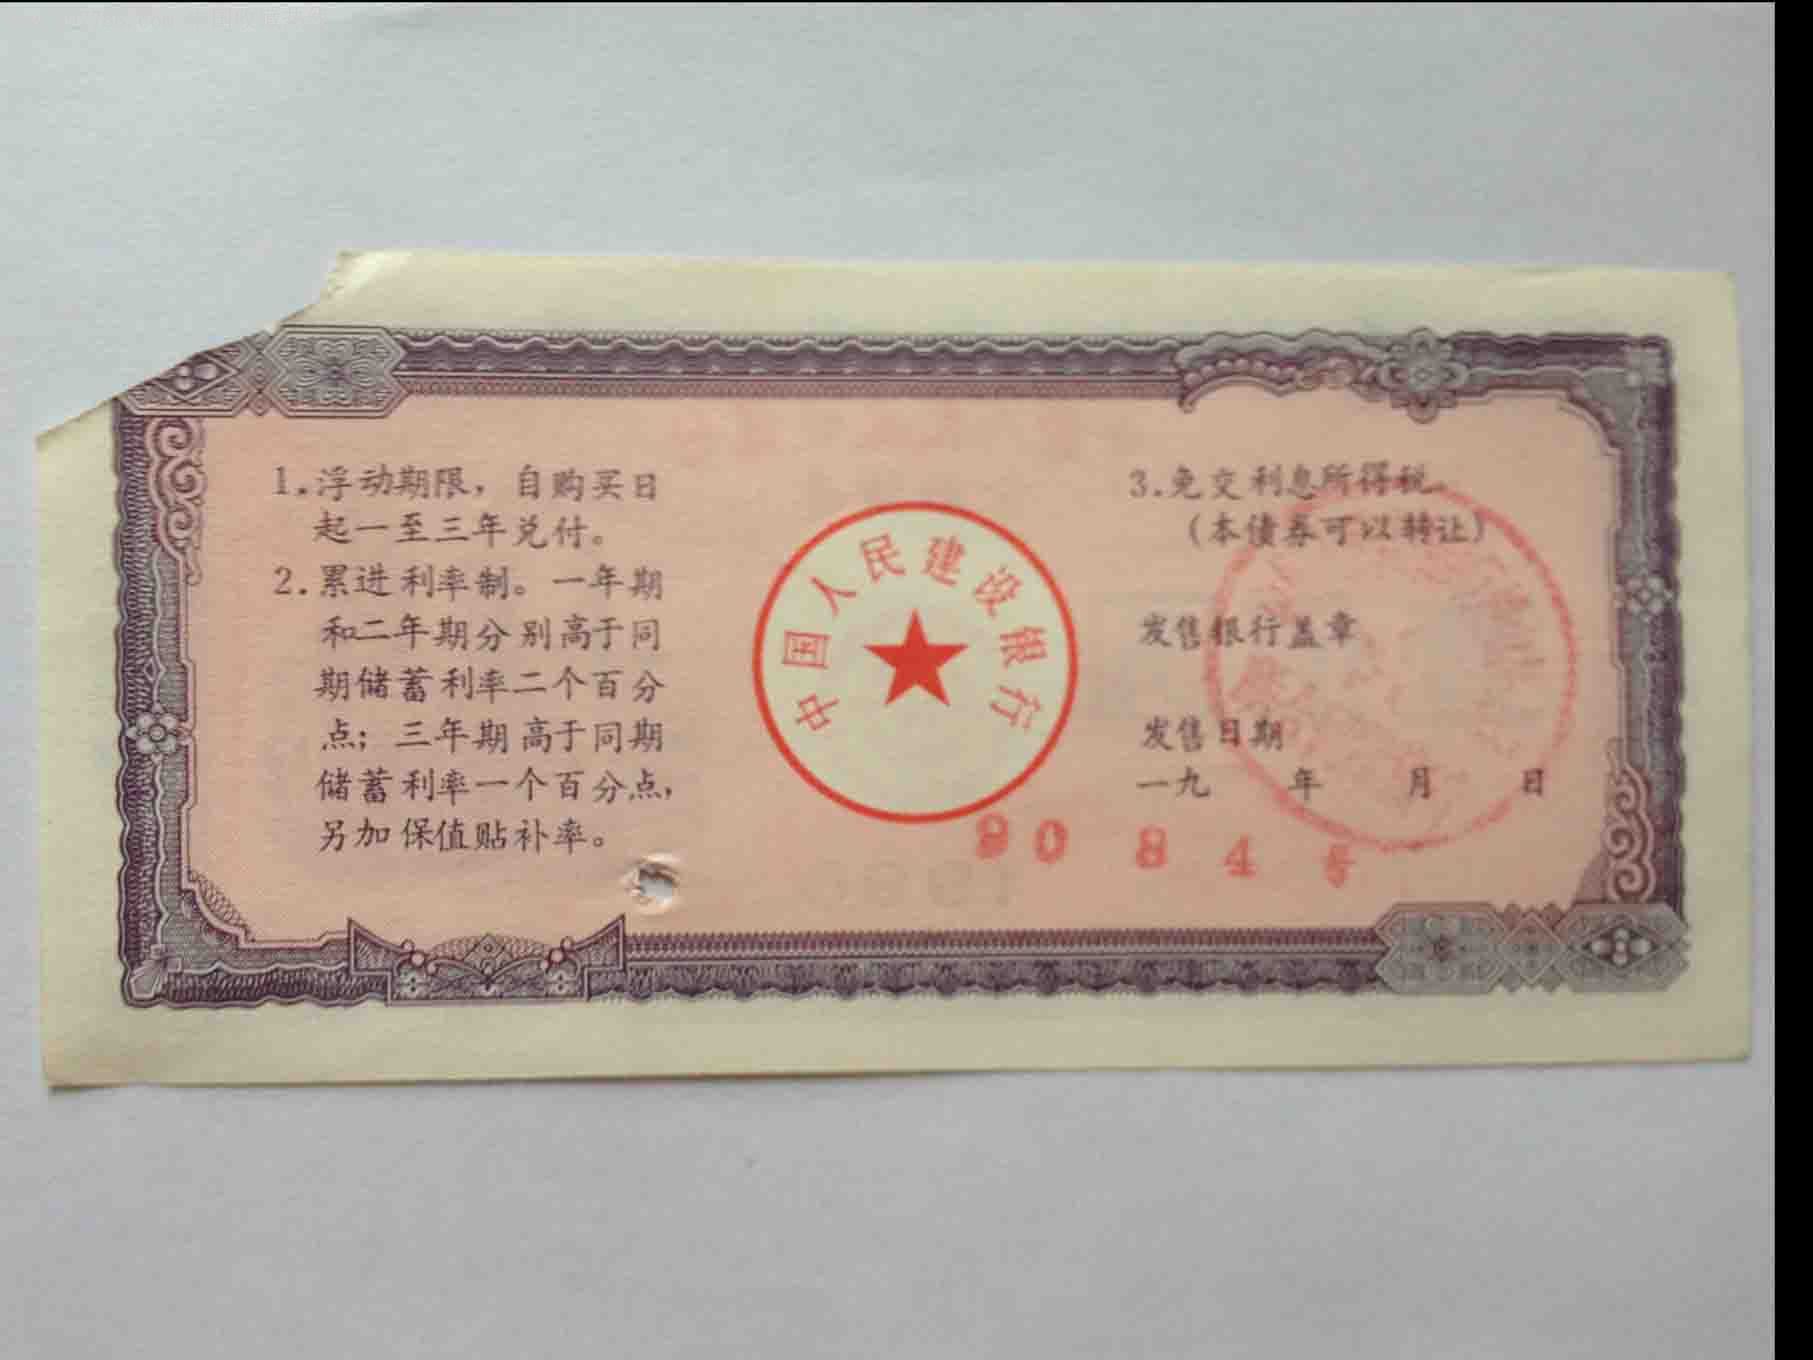 1.浮动期限，自购买日
起一至三年兑付。
2.累进利率制。一年期
和二年期分别高于同
期储蓄利率二个百分
点；三年期高于同期
储蓄利率一个百分点，
另加保值贴补率。
中国人民建设银行
3.免交利息所得税。
（本债券可以转让）
发售银行盖章
发售日期
一九 年 月 日
90 8 4